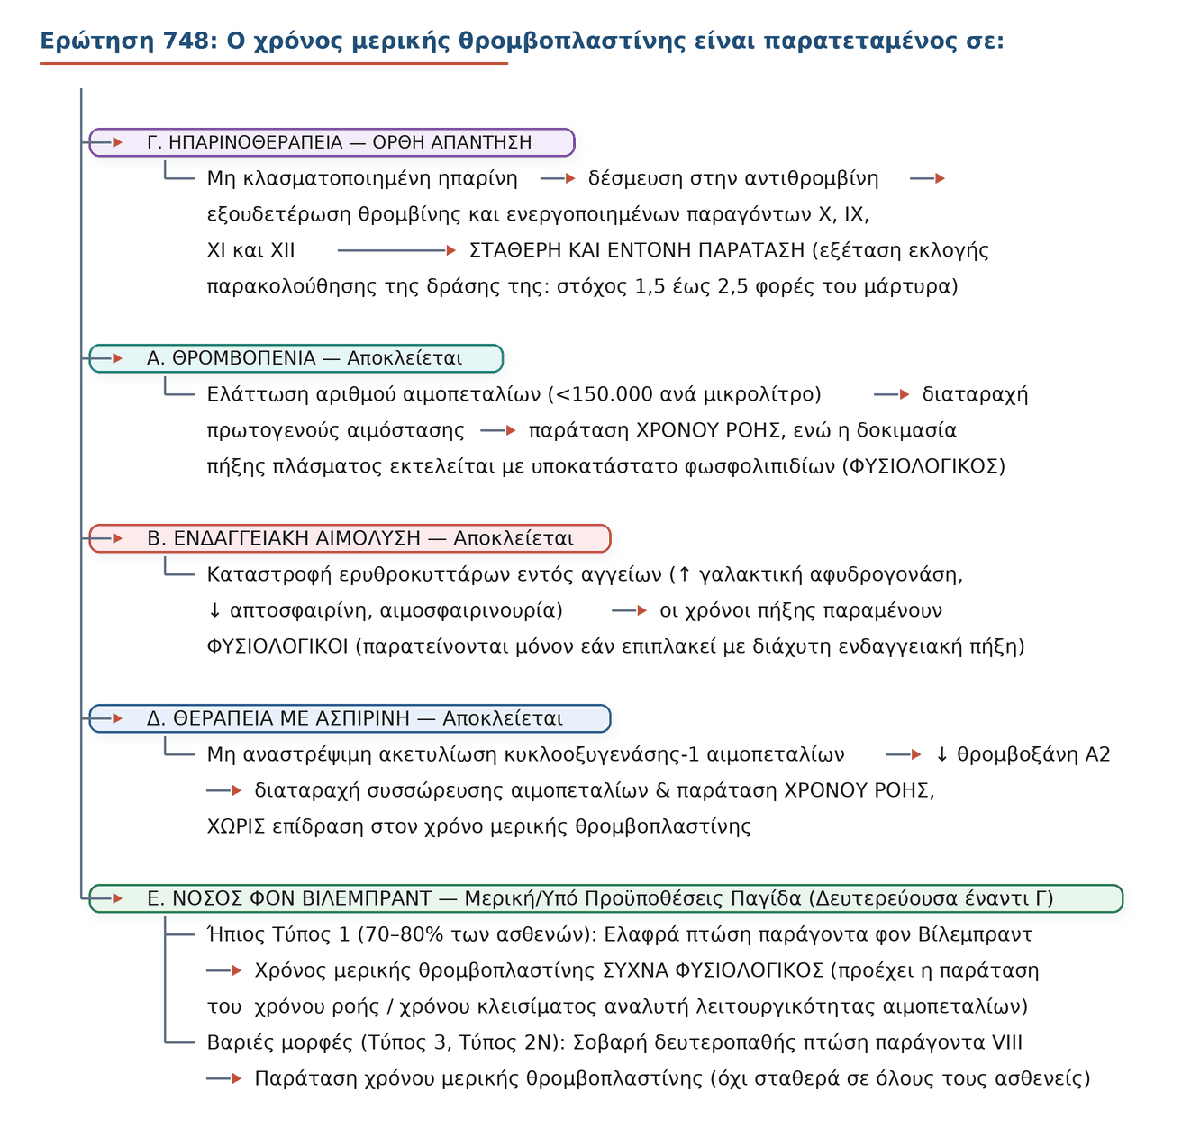 Ερώτηση 748: Ο χρόνος μερικής θρομβοπλαστίνης είναι παρατεταμένος σε:
Γ. ΗΠΑΡΙΝΟΘΕΡΑΠΕΙΑ — ΟΡΘΗ ΑΠΑΝΤΗΣΗ
Μη κλασματοποιημένη ηπαρίνη → δέσμευση στην αντιθρομβίνη →
εξουδετέρωση θρομβίνης και ενεργοποιημένων παραγόντων X, IX,
XI και XII → ΣΤΑΘΕΡΗ ΚΑΙ ΕΝΤΟΝΗ ΠΑΡΑΤΑΣΗ (εξέταση εκλογής
παρακολούθησης της δράσης της: στόχος 1,5 έως 2,5 φορές του μάρτυρα)
Α. ΘΡΟΜΒΟΠΕΝΙΑ — Αποκλείεται
Ελάττωση αριθμού αιμοπεταλίων (<150.000 ανά μικρολίτρο) → διαταραχή
πρωτογενούς αιμόστασης → παράταση ΧΡΟΝΟΥ ΡΟΗΣ, ενώ η δοκιμασία
πήξης πλάσματος εκτελείται με υποκατάστατο φωσφολιπιδίων (ΦΥΣΙΟΛΟΓΙΚΟΣ)
Β. ΕΝΔΑΓΓΕΙΑΚΗ ΑΙΜΟΛΥΣΗ — Αποκλείεται
Καταστροφή ερυθροκυττάρων εντός αγγείων (↑ γαλακτική αφυδρογονάση,
↓ απτοσφαιρίνη, αιμοσφαιρινουρία) → οι χρόνοι πήξης παραμένουν
ΦΥΣΙΟΛΟΓΙΚΟΙ (παρατείνονται μόνον εάν επιπλακεί με διάχυτη ενδαγγειακή πήξη)
Δ. ΘΕΡΑΠΕΙΑ ΜΕ ΑΣΠΙΡΙΝΗ — Αποκλείεται
Μη αναστρέψιμη ακετυλίωση κυκλοοξυγενάσης-1 αιμοπεταλίων → ↓ θρομβοξάνη Α2
→ διαταραχή συσσώρευσης αιμοπεταλίων & παράταση ΧΡΟΝΟΥ ΡΟΗΣ,
ΧΩΡΙΣ επίδραση στον χρόνο μερικής θρομβοπλαστίνης
Ε. ΝΟΣΟΣ ΦΟΝ ΒΙΛΕΜΠΡΑΝΤ — Μερική/Υπό Προϋποθέσεις Παγίδα (Δευτερεύουσα έναντι Γ)
Ήπιος Τύπος 1 (70–80% των ασθενών): Ελαφρά πτώση παράγοντα φον Βίλεμπραντ
→ Χρόνος μερικής θρομβοπλαστίνης ΣΥΧΝΑ ΦΥΣΙΟΛΟΓΙΚΟΣ (προέχει η παράταση
του χρόνου ροής / χρόνου κλεισίματος αναλυτή λειτουργικότητας αιμοπεταλίων)
Βαριές μορφές (Τύπος 3, Τύπος 2Ν): Σοβαρή δευτεροπαθής πτώση παράγοντα VIII
→ Παράταση χρόνου μερικής θρομβοπλαστίνης (όχι σταθερά σε όλους τους ασθενείς)